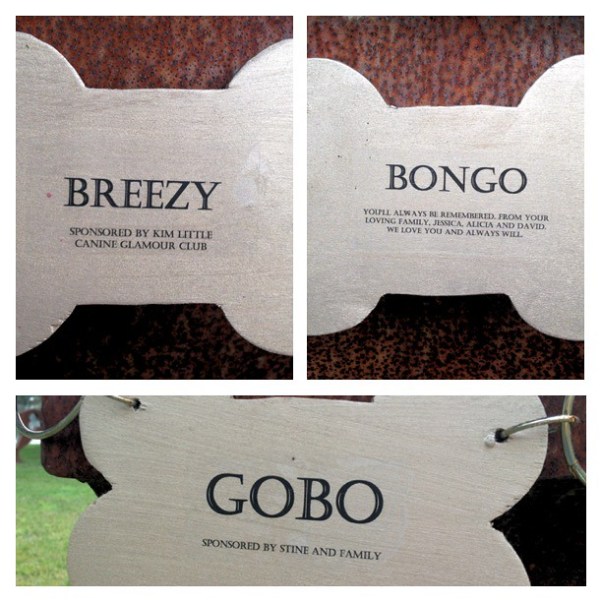 BREEZY
SPONSORED BY KIM LITTLE
CANINE GLAMOUR CLUB
BONGO
YOU'LL ALWAYS BE REMEMBERED. FROM YOUR
LOVING FAMILY, JESSICA, ALICIA AND DAVID.
WE LOVE YOU AND ALWAYS WILL.
GOBO
SPONSORED BY STINE AND FAMILY